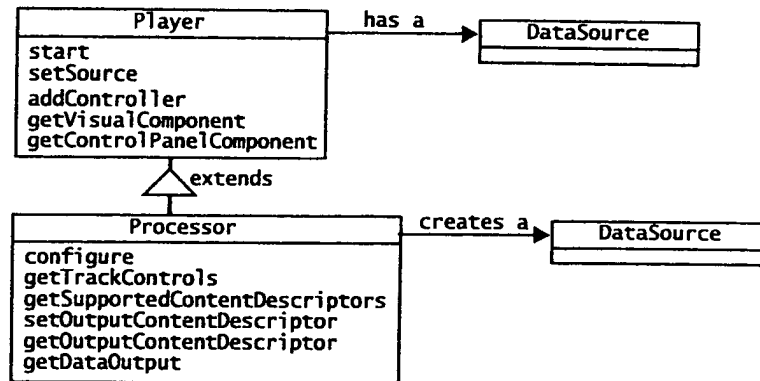 Player
has a
DataSource
start
setSource
addController
getVisualComponent
getControlPanelComponent
extends
Processor
creates a
DataSource
configure
getTrackControls
getSupportedContentDescriptors
setOutputContentDescriptor
getOutputContentDescriptor
getDataOutput